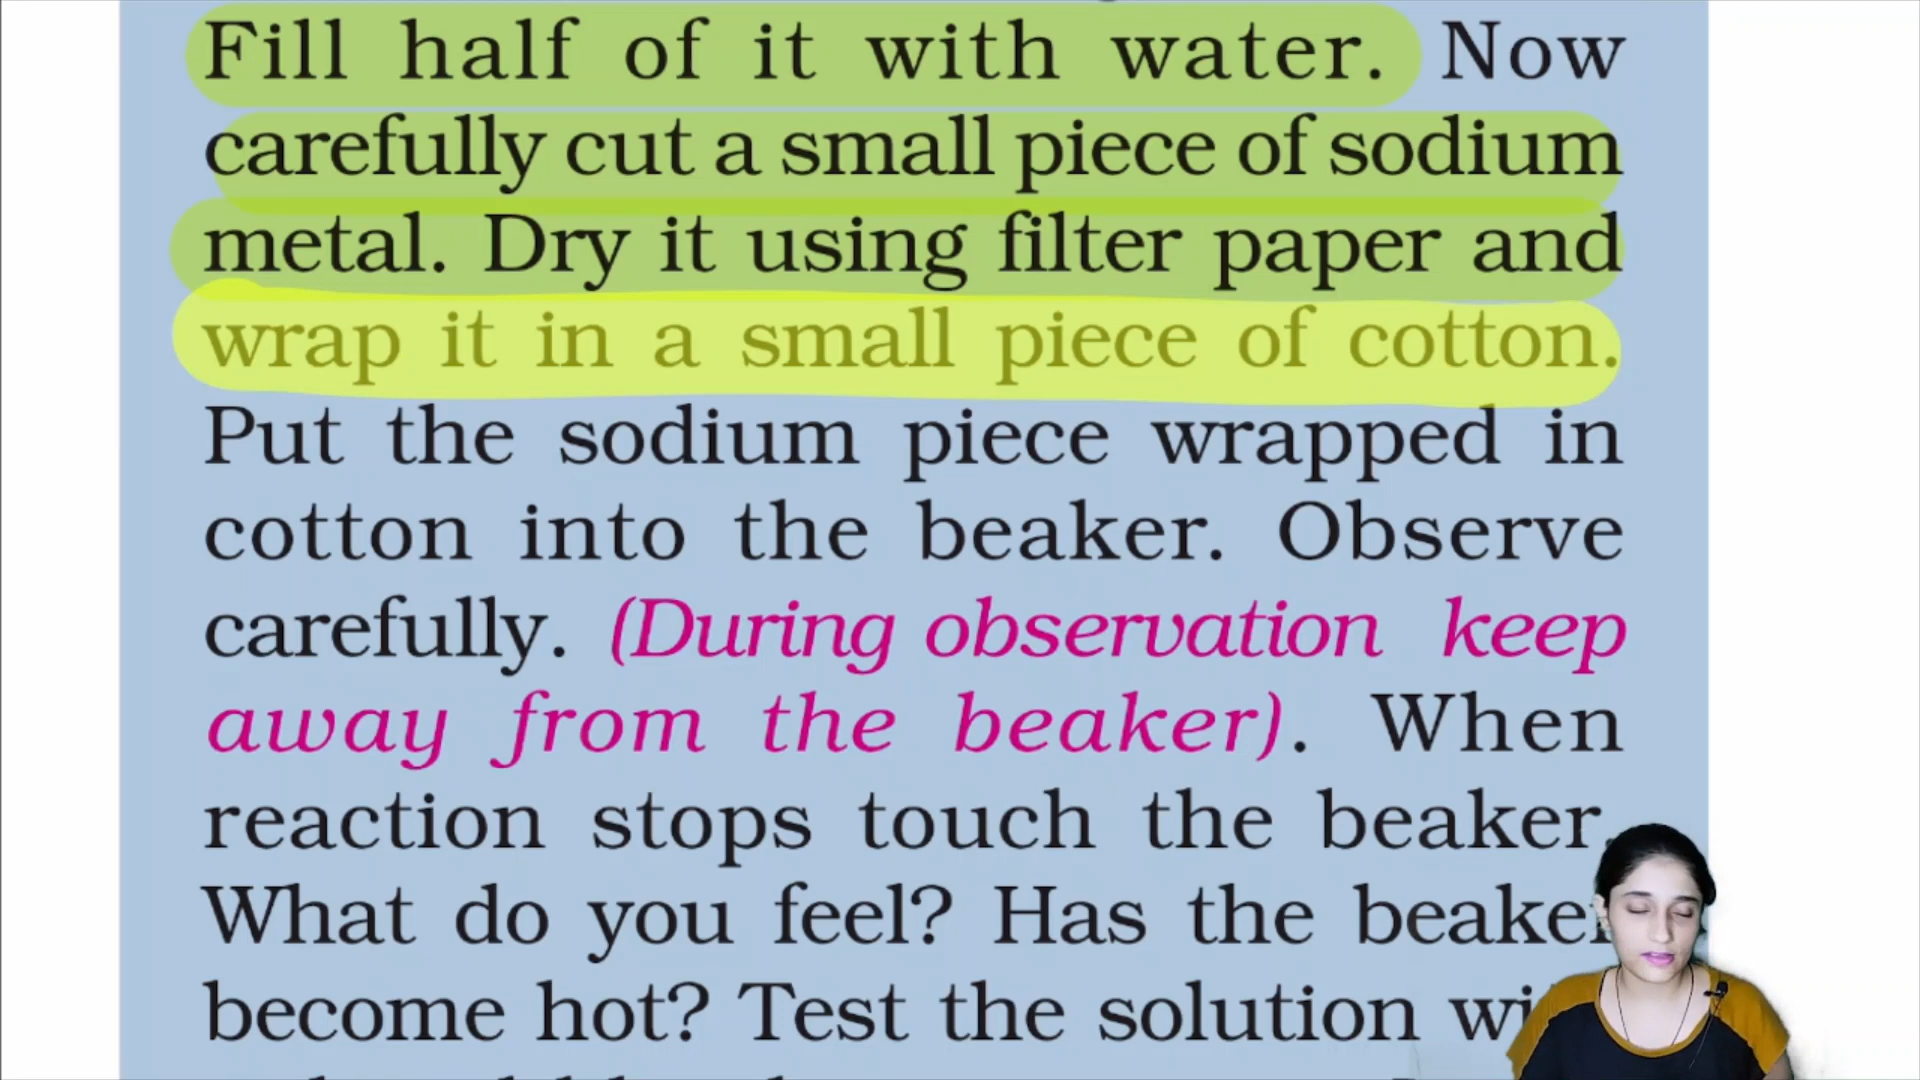 Fill half of it with water. Now
carefully cut a small piece of sodium
metal. Dry it using filter paper and
wrap it in a small piece of cotton.
Put the sodium piece wrapped in
cotton into the beaker. Observe
carefully. (During observation keep
away from the beaker). When
reaction stops touch the beaker.
What do you feel? Has the beaker
become hot? Test the solution